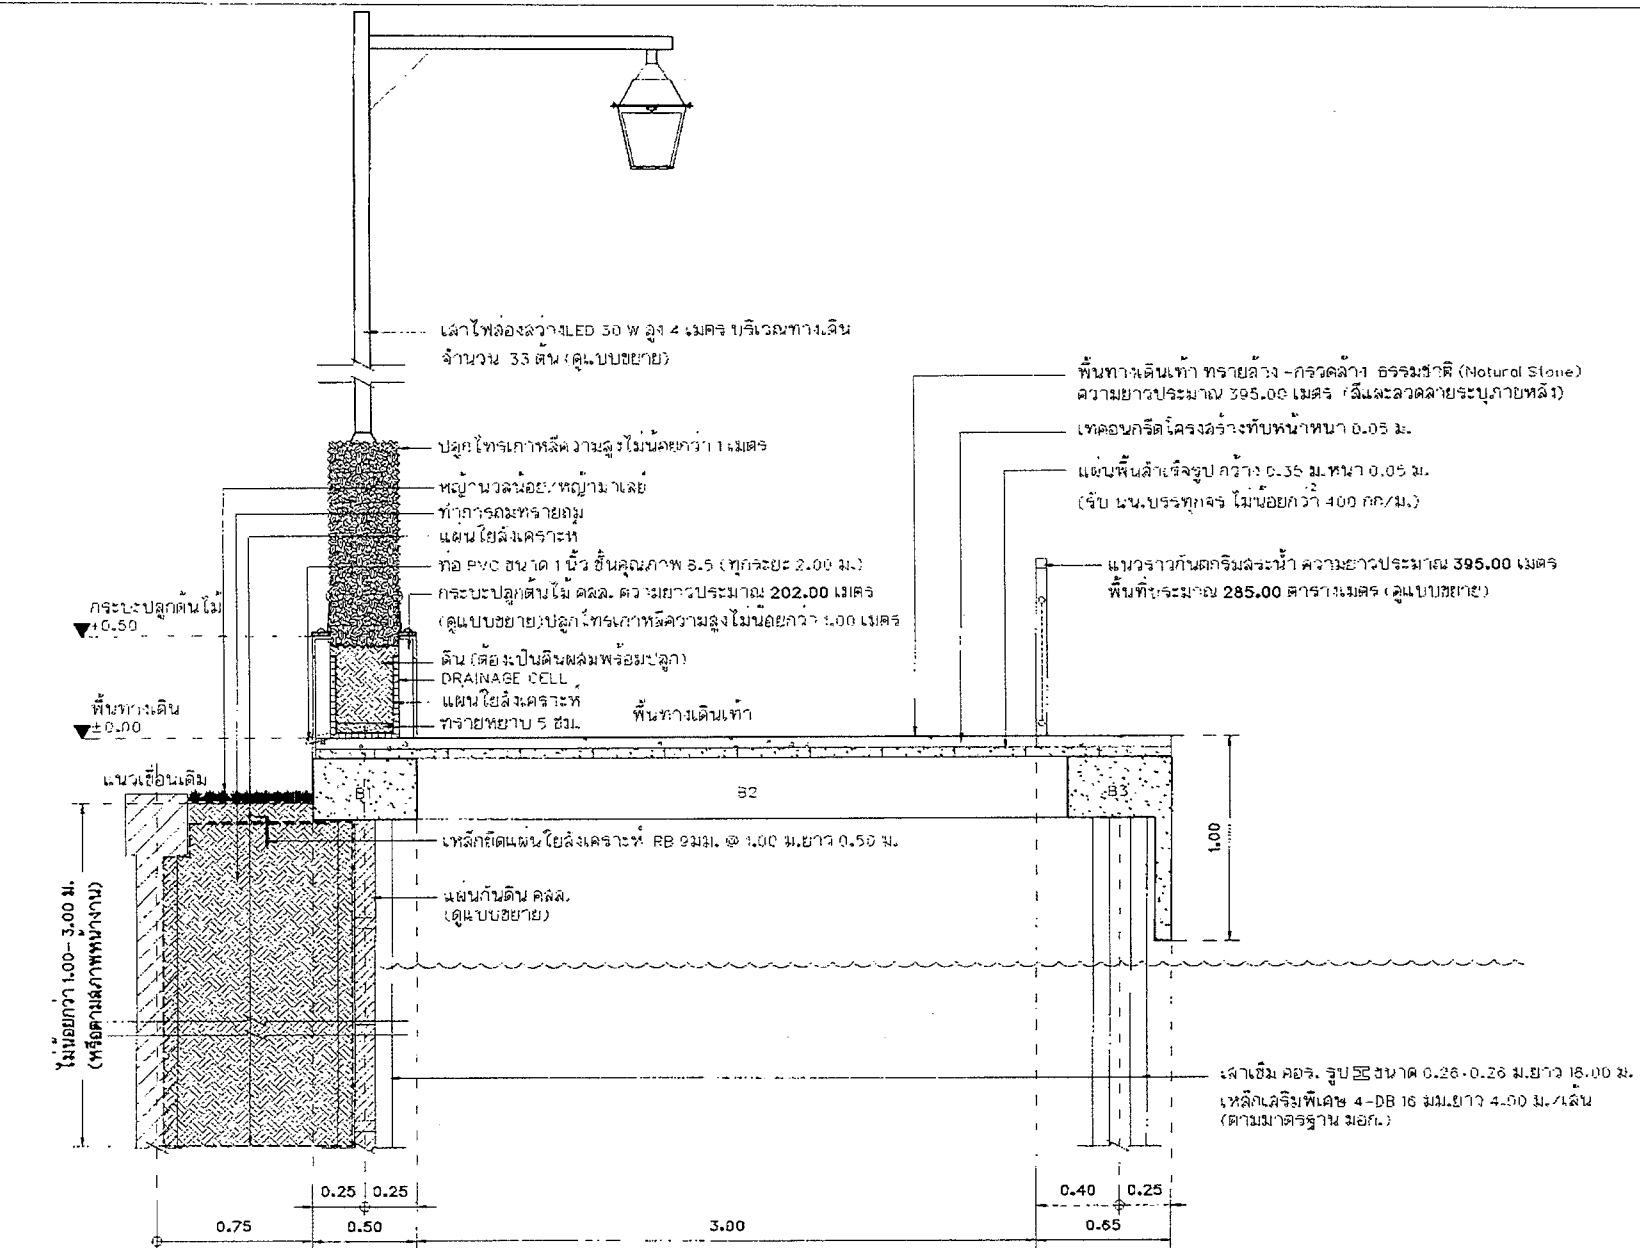 เสาไฟส่องสว่างLED 30 W สูง 4 เมตร บริเวณทางเดิน
จำนวน 33 ต้น (ดูแบบขยาย)
พื้นทางเดินเท้า ทรายล้าง -กรวดล้าง ธรรมชาติ (Natural Stone)
ความยาวประมาณ 395.00 เมตร (สีและลวดลายระบุภายหลัง)
เทคอนกรีตโครงสร้างทับหน้าหนา 0.05 ม.
แผ่นพื้นสำเร็จรูป กว้าง 0.35 ม.หนา 0.05 ม.
(รับ นน.บรรทุกจร ไม่น้อยกว่า 400 กก/ม.)
ปลูกไทรเกาหลีความสูงไม่น้อยกว่า 1 เมตร
หญ้านวลน้อย/หญ้ามาเลย์
ทำการถมทรายถม
แผ่นใยสังเคราะห์
ท่อ PVC ขนาด 1 นิ้ว ชั้นคุณภาพ 8.5 (ทุกระยะ 2.00 ม.)
กระบะปลูกต้นไม้ คสล. ความยาวประมาณ 202.00 เมตร
(ดูแบบขยาย)ปลูกไทรเกาหลีความสูงไม่น้อยกว่า 1.00 เมตร
แนวราวกันตกริมสระน้ำ ความยาวประมาณ 395.00 เมตร
พื้นที่ประมาณ 285.00 ตารางเมตร (ดูแบบขยาย)
กระบะปลูกต้นไม้
+0.50
ดิน (ต้องเป็นดินผสมพร้อมปลูก)
DRAINAGE CELL
แผ่นใยสังเคราะห์
ทรายหยาบ 5 ซม.
พื้นทางเดินเท้า
พื้นทางเดิน
±0.00
แนวเขื่อนเดิม
B1
B2
B3
1.00
เหล็กยึดแผ่นใยสังเคราะห์ RB 9มม. @ 1.00 ม.ยาว 0.50 ม.
แผ่นกันดิน คสล.
(ดูแบบขยาย)
ไม่น้อยกว่า 1.00- 3.00 ม.
(หรือตามสภาพหน้างาน)
เสาเข็ม คอร. รูป ขนาด 0.26×0.26 ม.ยาว 18.00 ม.
เหล็กเสริมพิเศษ 4-DB 16 มม.ยาว 4.00 ม./เส้น
(ตามมาตรฐาน มอก.)
0.25 0.25
0.40 0.25
0.75 0.50 3.00 0.65